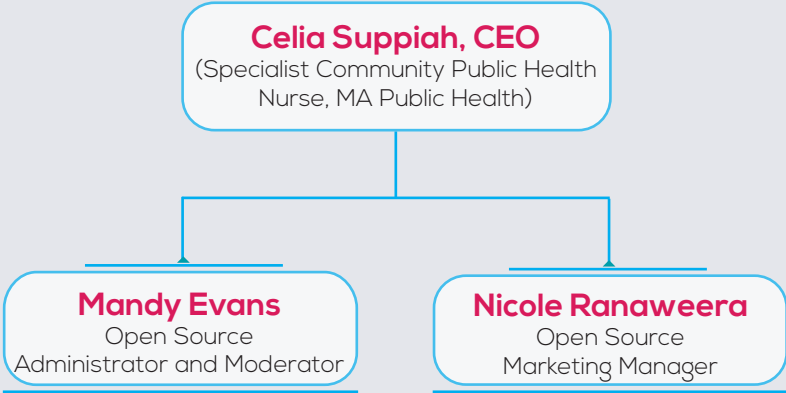 Celia Suppiah, CEO
(Specialist Community Public Health
Nurse, MA Public Health)
Mandy Evans
Open Source
Administrator and Moderator
Nicole Ranaweera
Open Source
Marketing Manager